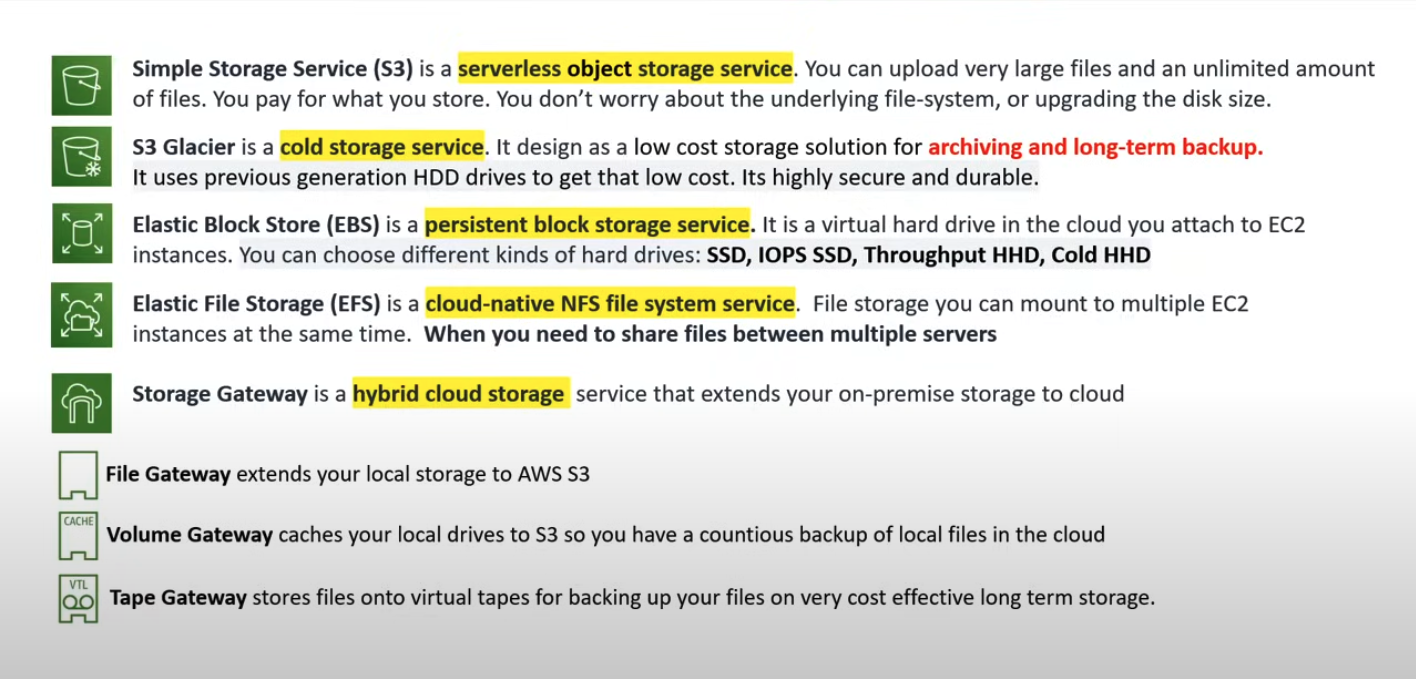 Simple Storage Service (S3) is a serverless object storage service. You can upload very large files and an unlimited amount
of files. You pay for what you store. You don’t worry about the underlying file-system, or upgrading the disk size.
S3 Glacier is a cold storage service. It design as a low cost storage solution for archiving and long-term backup.
It uses previous generation HDD drives to get that low cost. Its highly secure and durable.
Elastic Block Store (EBS) is a persistent block storage service. It is a virtual hard drive in the cloud you attach to EC2
instances. You can choose different kinds of hard drives: SSD, IOPS SSD, Throughput HHD, Cold HHD
Elastic File Storage (EFS) is a cloud-native NFS file system service. File storage you can mount to multiple EC2
instances at the same time. When you need to share files between multiple servers
Storage Gateway is a hybrid cloud storage service that extends your on-premise storage to cloud
File Gateway extends your local storage to AWS S3
CACHE
Volume Gateway caches your local drives to S3 so you have a countious backup of local files in the cloud
VTL
Tape Gateway stores files onto virtual tapes for backing up your files on very cost effective long term storage.